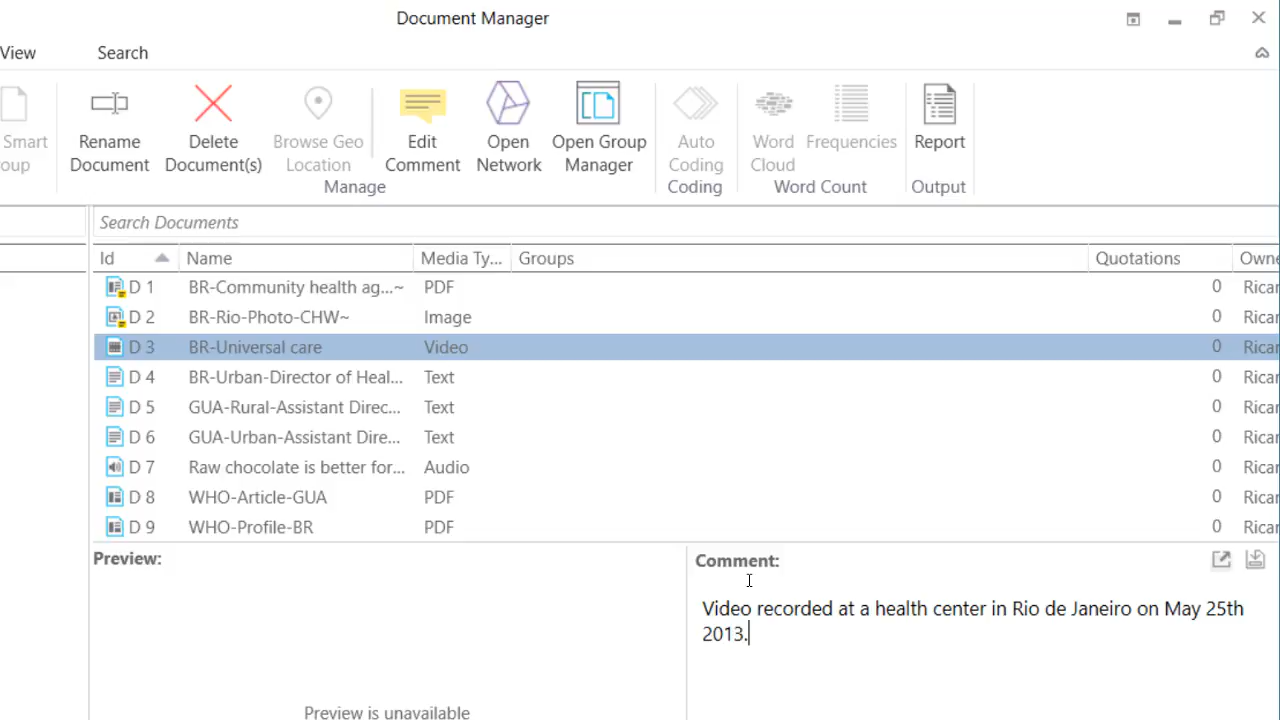 Document Manager
View Search
Smart
oup
Rename
Document
Delete
Document(s)
Browse Geo
Location
Edit
Comment
Open
Network
Open Group
Manager
Auto
Coding
Word
Cloud
Frequencies
Report
Manage Coding Word Count Output
Search Documents
Id Name Media Ty... Groups Quotations Owne
D 1 BR-Community health ag...~ PDF 0 Ricar
D 2 BR-Rio-Photo-CHW~ Image 0 Ricar
D 3 BR-Universal care Video 0 Ricar
D 4 BR-Urban-Director of Heal... Text 0 Ricar
D 5 GUA-Rural-Assistant Direc... Text 0 Ricar
D 6 GUA-Urban-Assistant Dire... Text 0 Ricar
D 7 Raw chocolate is better for... Audio 0 Ricar
D 8 WHO-Article-GUA PDF 0 Ricar
D 9 WHO-Profile-BR PDF 0 Ricar
Preview:
Preview is unavailable
Comment:
Video recorded at a health center in Rio de Janeiro on May 25th
2013.